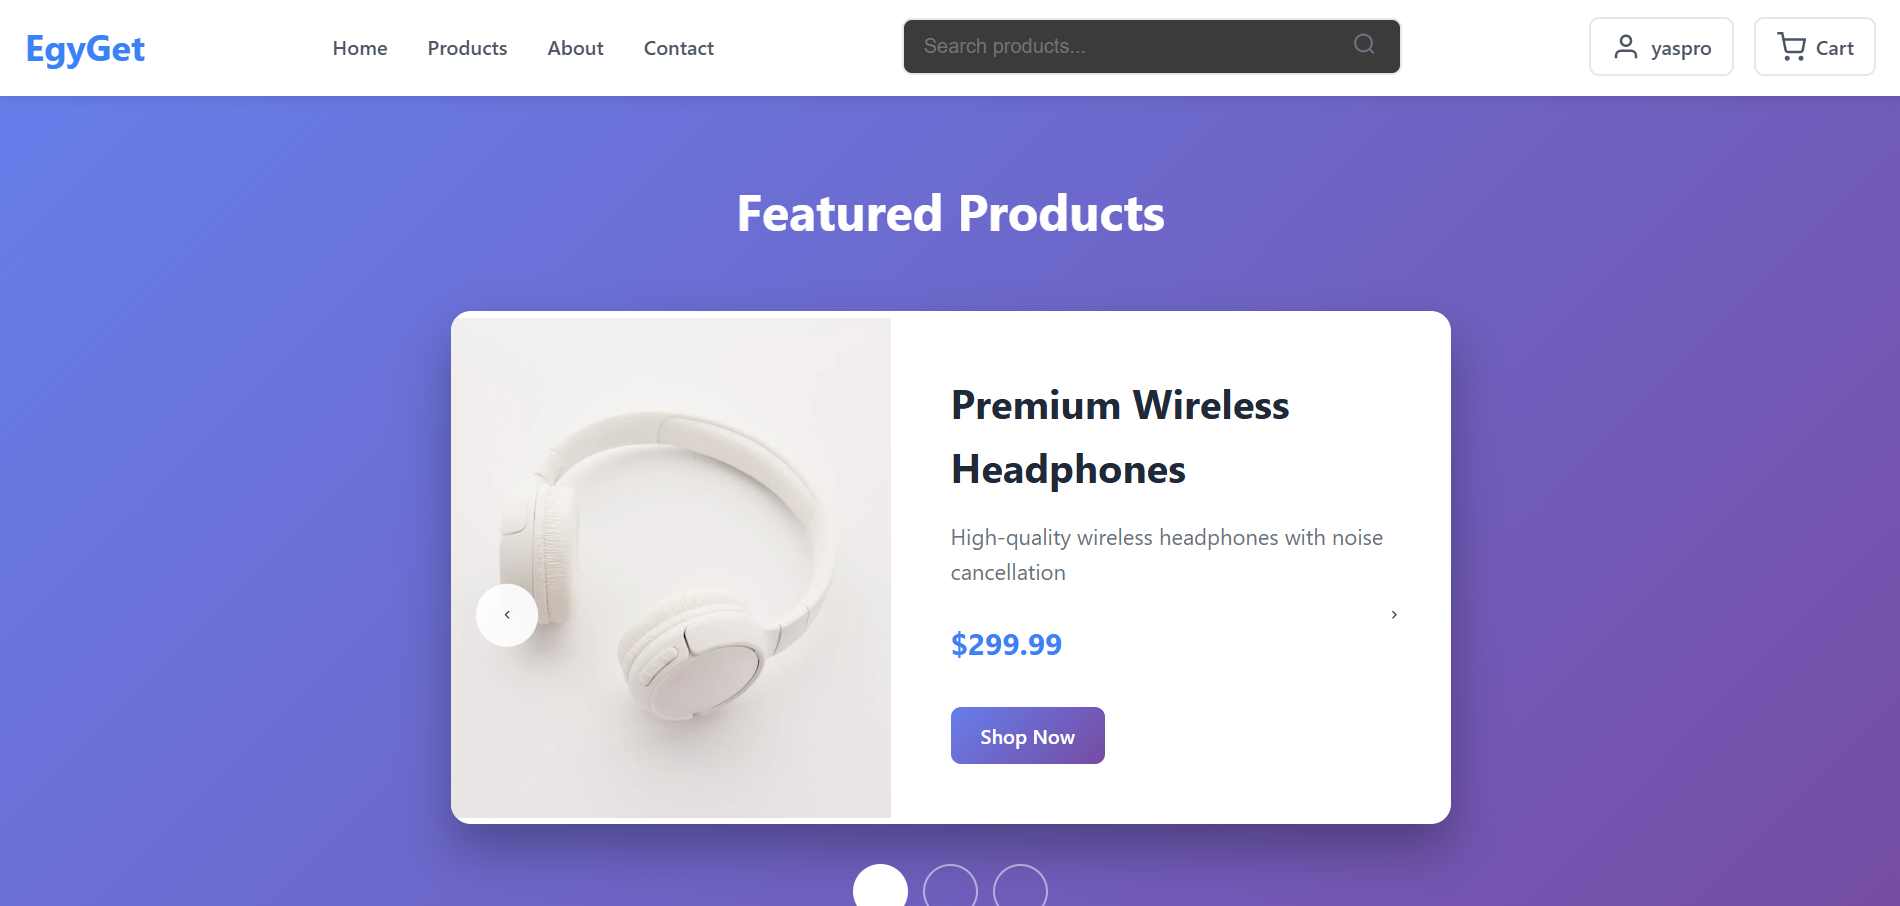 EgyGet
Home
Products
About
Contact
Search products...
yaspro
Cart
Featured Products
Premium Wireless
Headphones
High-quality wireless headphones with noise
cancellation
$299.99
Shop Now